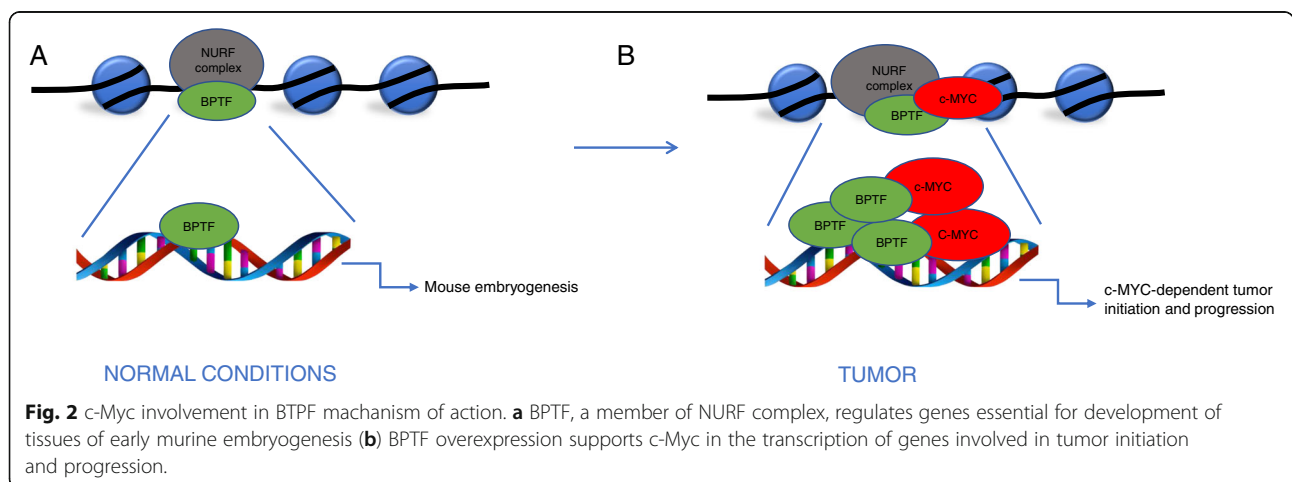 A
NURF
complex
BPTF
BPTF
Mouse embryogenesis
NORMAL CONDITIONS
B
NURF
complex
c-MYC
BPTF
c-MYC
BPTF
BPTF
C-MYC
BPTF
c-MYC-dependent tumor
initiation and progression
TUMOR
Fig. 2 c-Myc involvement in BTPF machanism of action. a BPTF, a member of NURF complex, regulates genes essential for development of
tissues of early murine embryogenesis (b) BPTF overexpression supports c-Myc in the transcription of genes involved in tumor initiation
and progression.